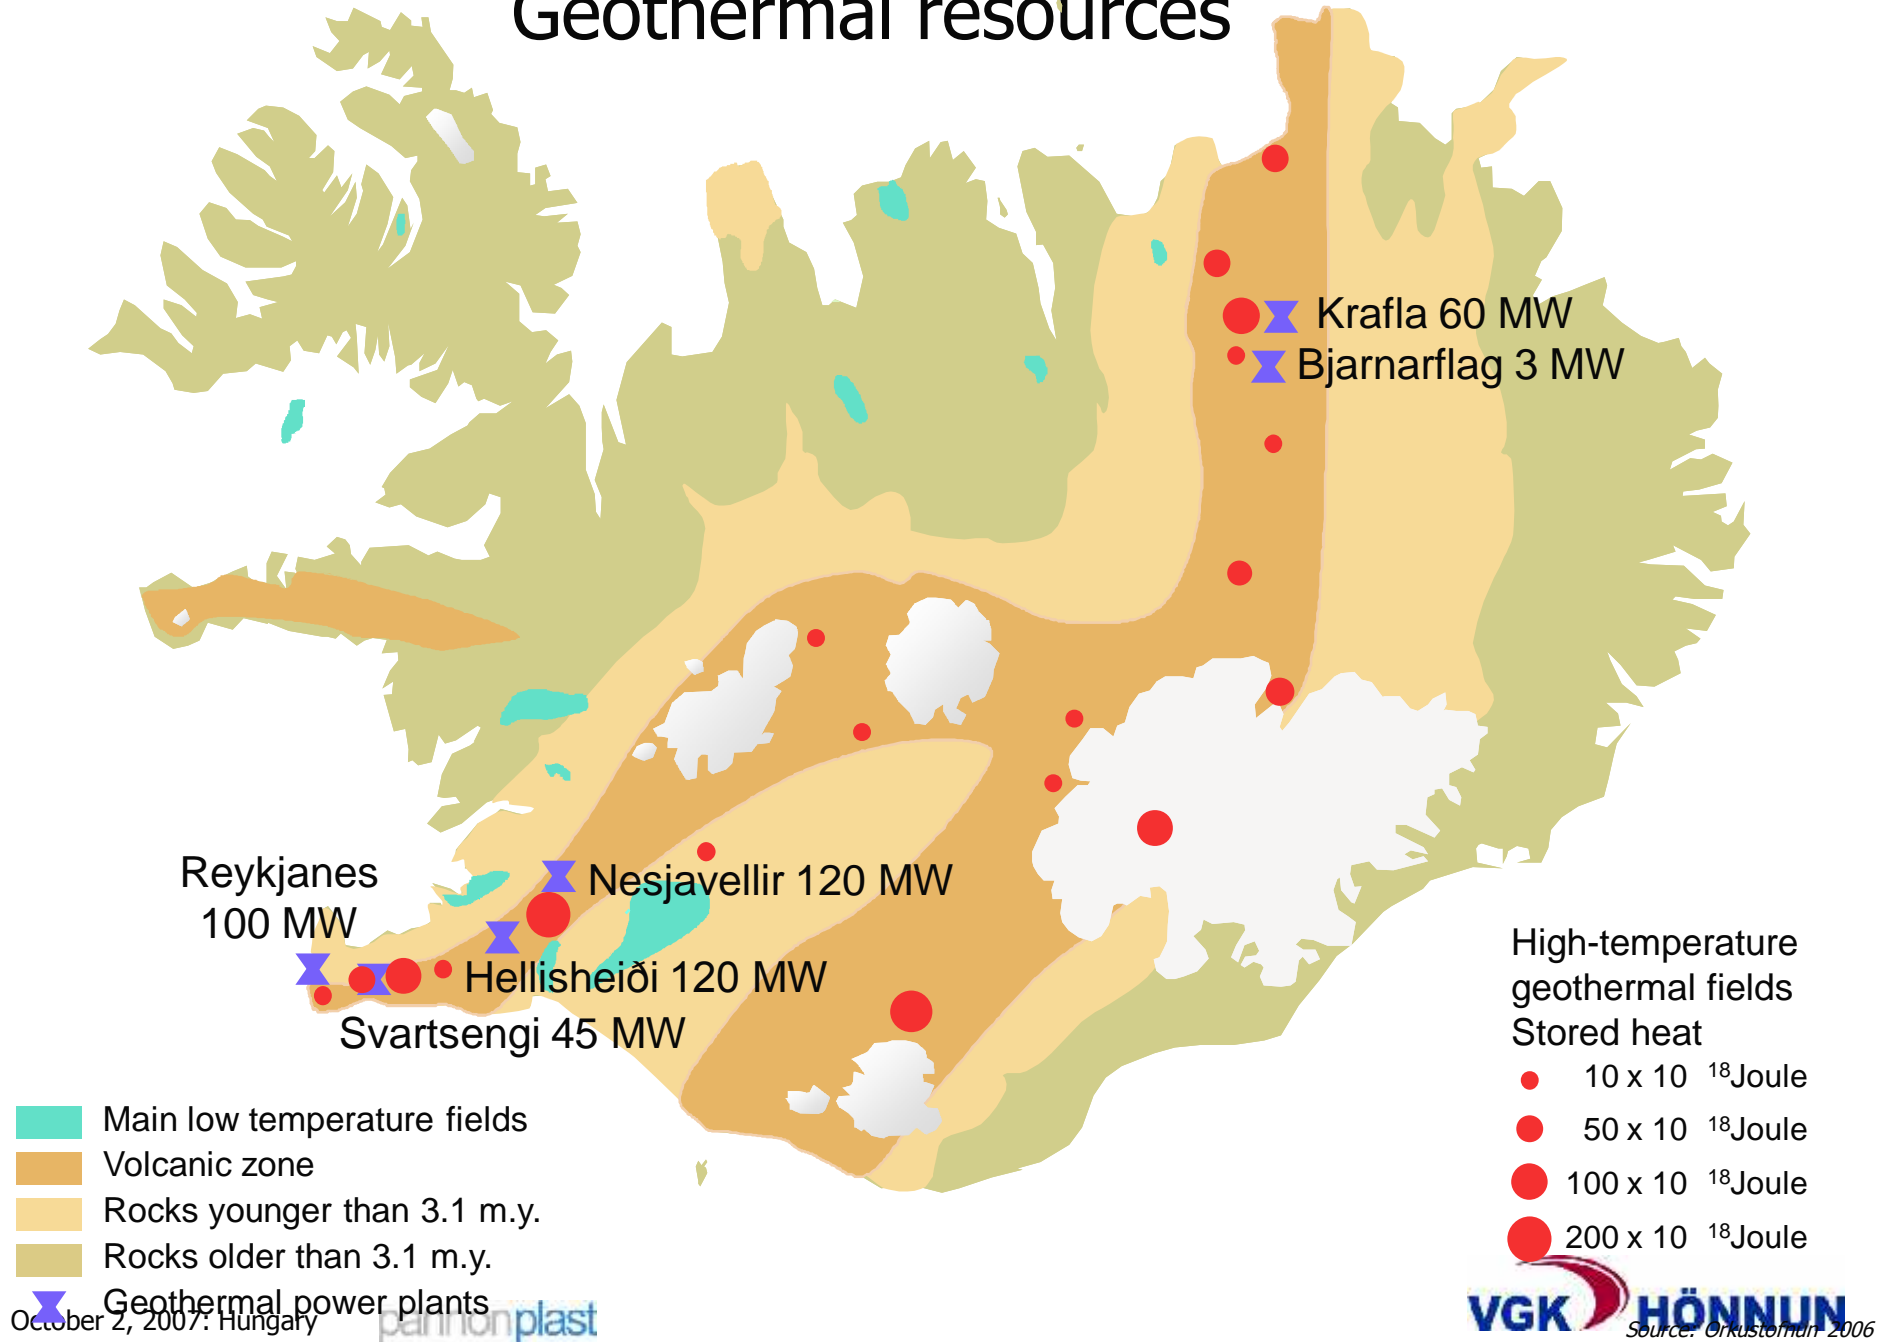 Geothermal resources
Krafla 60 MW
Bjarnarflag 3 MW
Reykjanes
100 MW
Nesjavellir 120 MW
Hellisheiði 120 MW
Svartsengi 45 MW
High-temperature
geothermal fields
Stored heat
10 x 10 18Joule
50 x 10 18Joule
100 x 10 18Joule
200 x 10 18Joule
Main low temperature fields
Volcanic zone
Rocks younger than 3.1 m.y.
Rocks older than 3.1 m.y.
Geothermal power plants
October 2, 2007: Hungary
pannonplast
VGK HÖNNUN
Source: Orkustofnun 2006